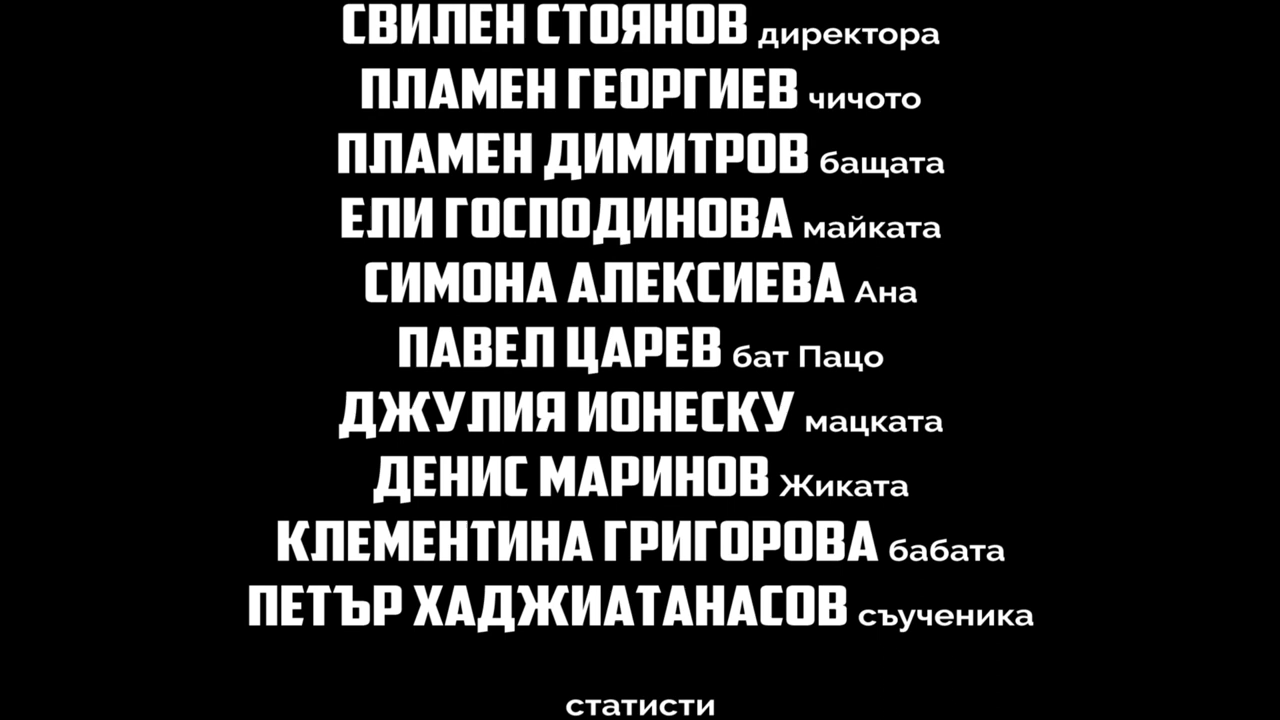 СВИЛЕН СТОЯНОВ директора
ПЛАМЕН ГЕОРГИЕВ чичото
ПЛАМЕН ДИМИТРОВ бащата
ЕЛИ ГОСПОДИНОВА майката
СИМОНА АЛЕКСИЕВА Ана
ПАВЕЛ ЦАРЕВ бат Пацо
ДЖУЛИЯ ИОНЕСКУ мацката
ДЕНИС МАРИНОВ Жиката
КЛЕМЕНТИНА ГРИГОРОВА бабата
ПЕТЪР ХАДЖИАТАНАСОВ съученика
статисти